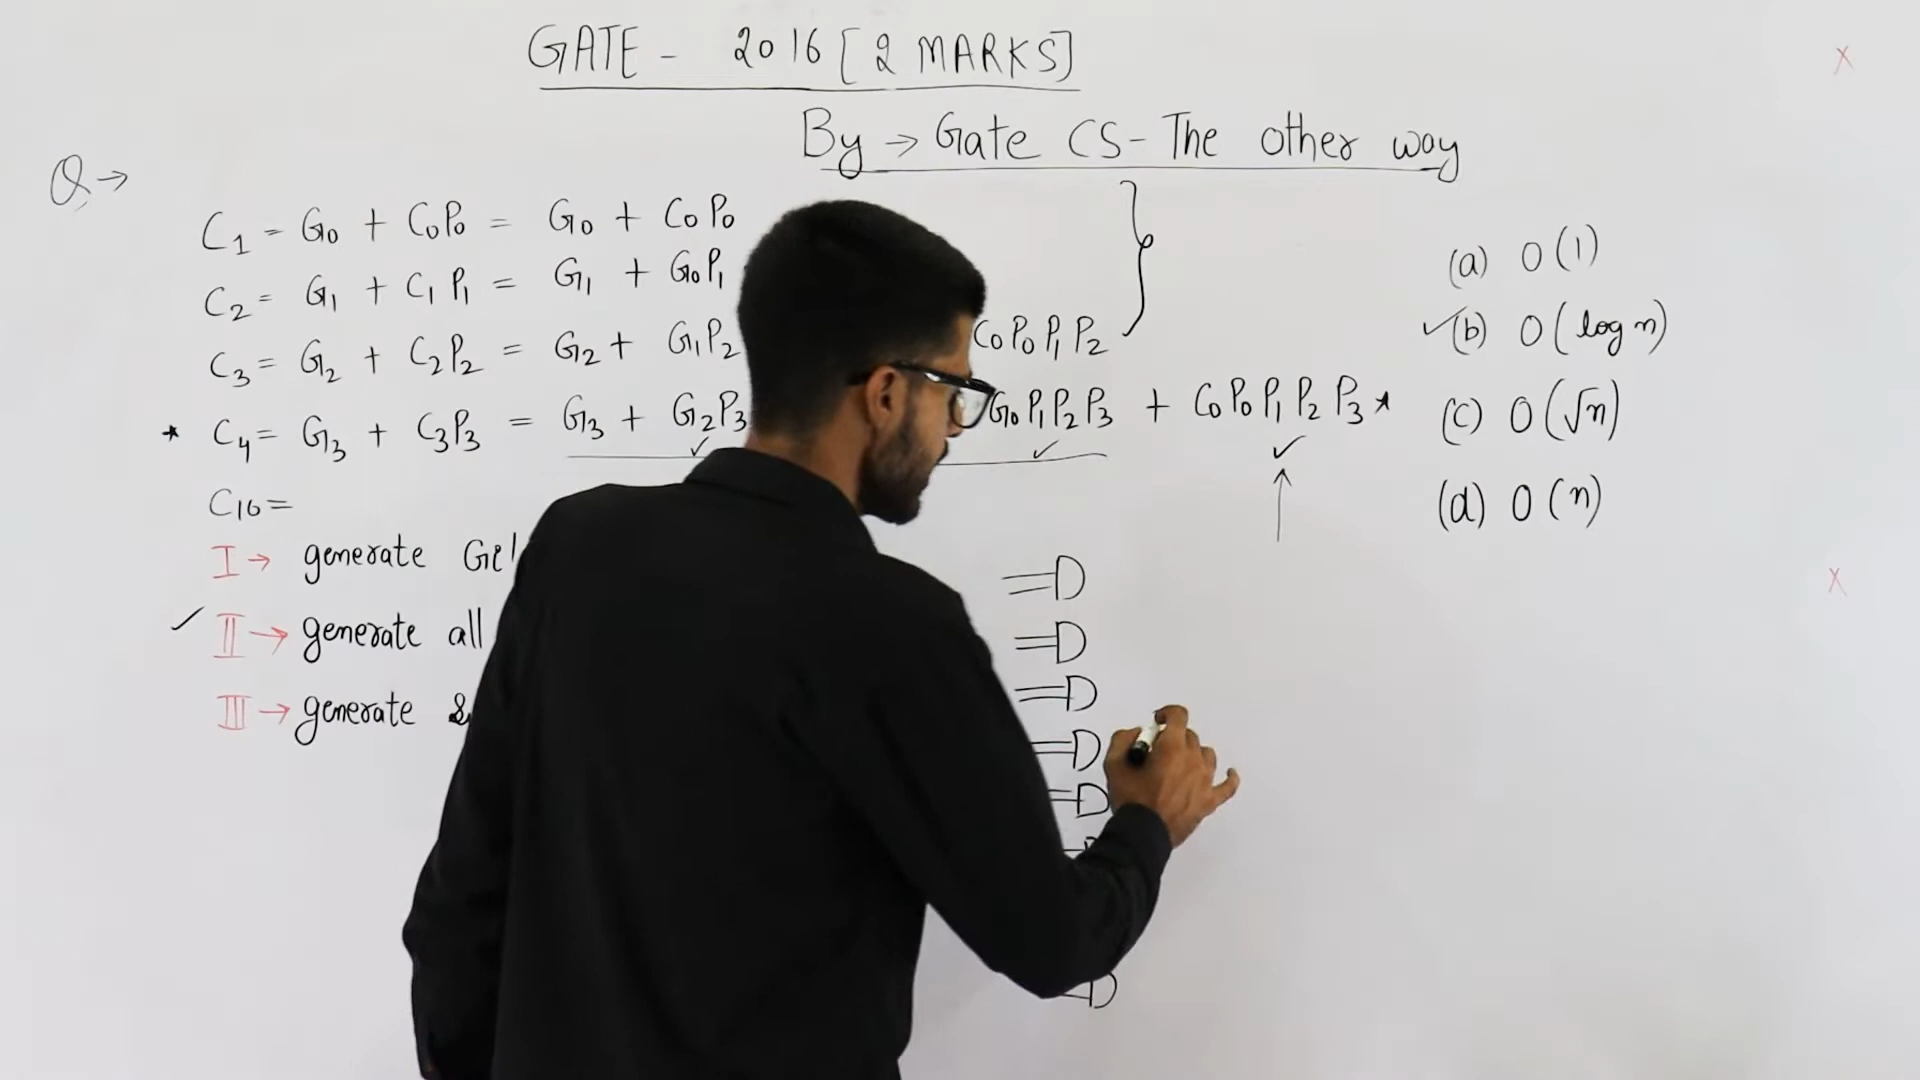 GATE - 2016 [2 MARKS]
By → Gate CS - The other way
Q →
C₁ = G₀ + C₀P₀ = G₀ + C₀P₀
C₂ = G₁ + C₁P₁ = G₁ + G₀P₁
C₃ = G₂ + C₂P₂ = G₂ + G₁P₂ C₀P₀P₁P₂
* C₄ = G₃ + C₃P₃ = G₃ + G₂P₃ G₀P₁P₂P₃ + C₀P₀P₁P₂P₃ *
C₁₆ =
I → generate
✓ II → generate all
III → generate &
(a) O(1)
✓(b) O(log n)
(c) O(√n)
(d) O(n)
X
X